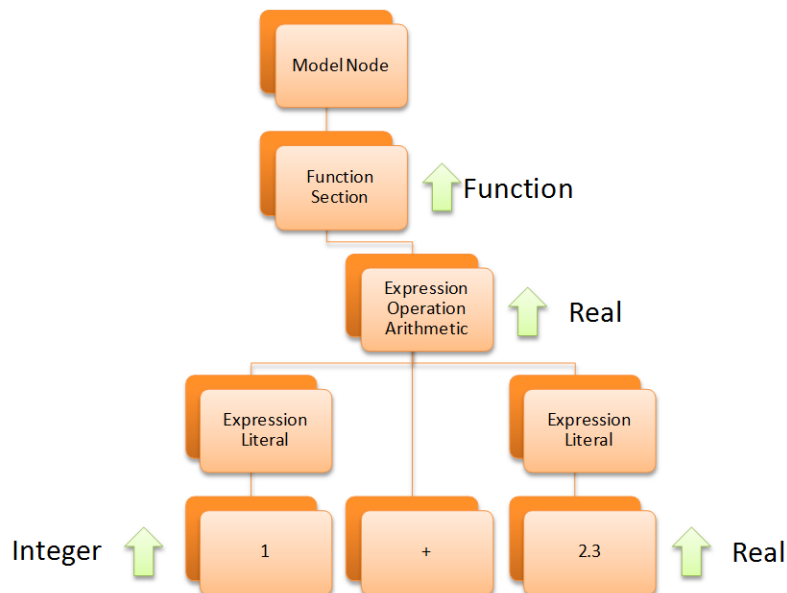 Model Node
Function
Section
Function
Expression
Operation
Arithmetic
Real
Expression
Literal
Expression
Literal
Integer
1
+
2.3
Real